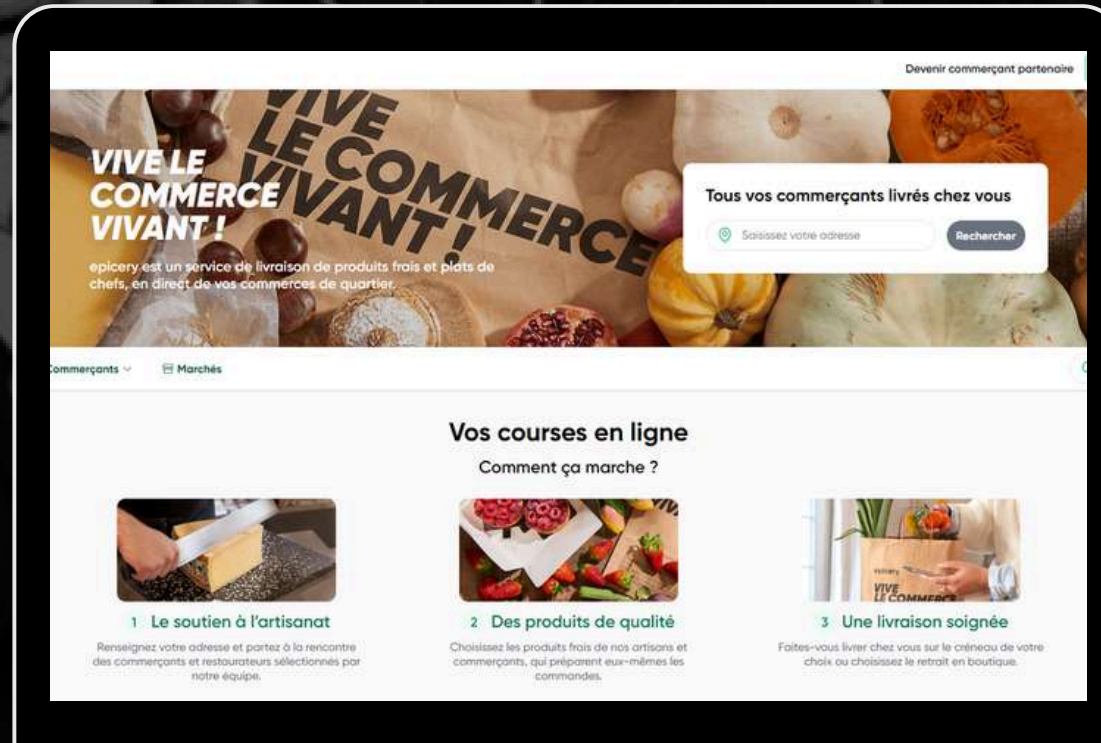 Devenir commerçant partenaire
VIVE LE
COMMERCE
VIVANT !
epicery est un service de livraison de produits frais et plats de
chefs, en direct de vos commerces de quartier.
VIVE
LE COMMERCE
VIVANT !
Tous vos commerçants livrés chez vous
Saisissez votre adresse
Rechercher
Commerçants
Marchés
Vos courses en ligne
Comment ça marche ?
1 Le soutien à l'artisanat
Renseignez votre adresse et partez à la rencontre
des commerçants et restaurateurs sélectionnés par
notre équipe.
2 Des produits de qualité
Choisissez les produits frais de nos artisans et
commerçants, qui préparent eux-mêmes les
commandes.
epicery
VIVE
LE COMMERCE
3 Une livraison soignée
Faites-vous livrer chez vous sur le créneau de votre
choix ou choisissez le retrait en boutique.